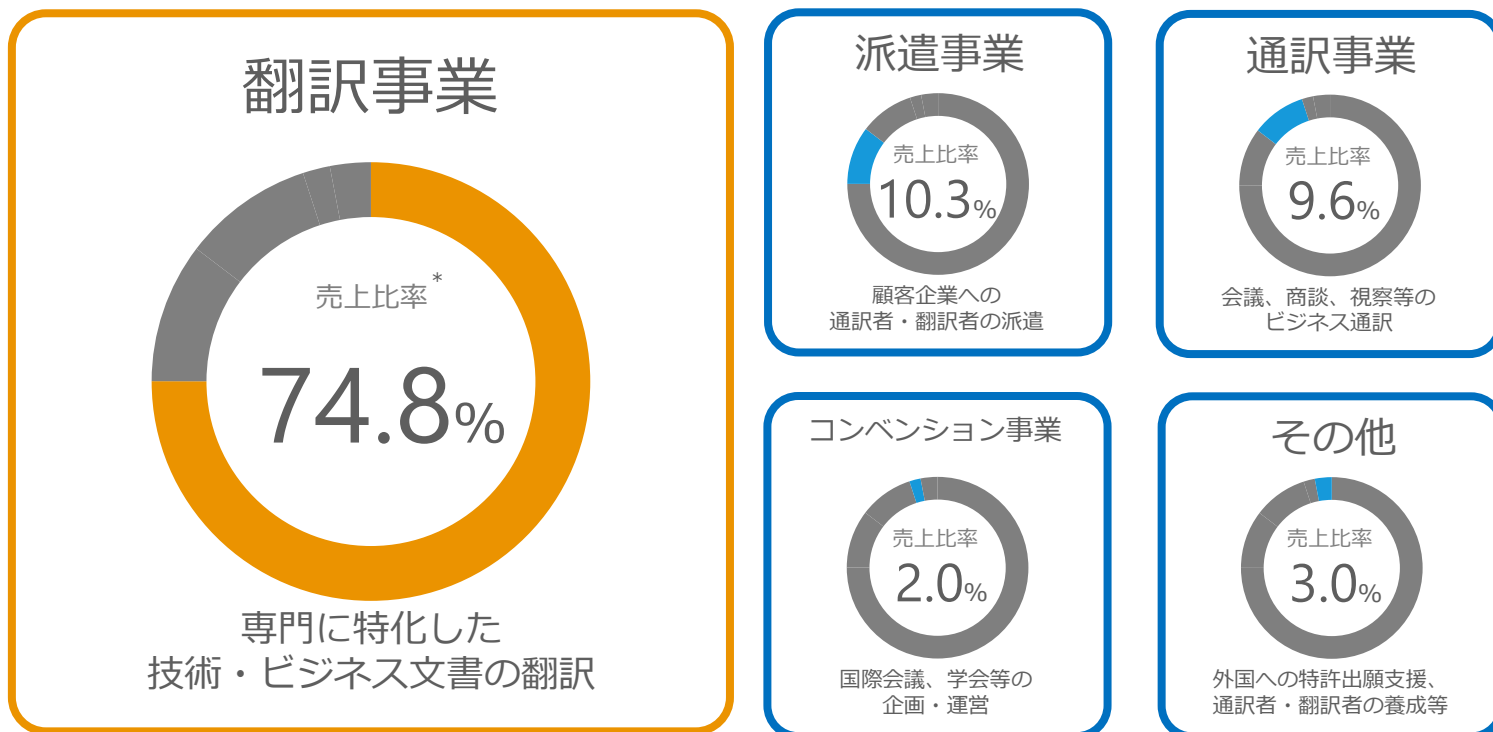 翻訳事業
売上比率*
74.8%
専門に特化した
技術・ビジネス文書の翻訳
派遣事業
売上比率
10.3%
顧客企業への
通訳者・翻訳者の派遣
通訳事業
売上比率
9.6%
会議、商談、視察等の
ビジネス通訳
コンベンション事業
売上比率
2.0%
国際会議、学会等の
企画・運営
その他
売上比率
3.0%
外国への特許出願支援、
通訳者・翻訳者の養成等